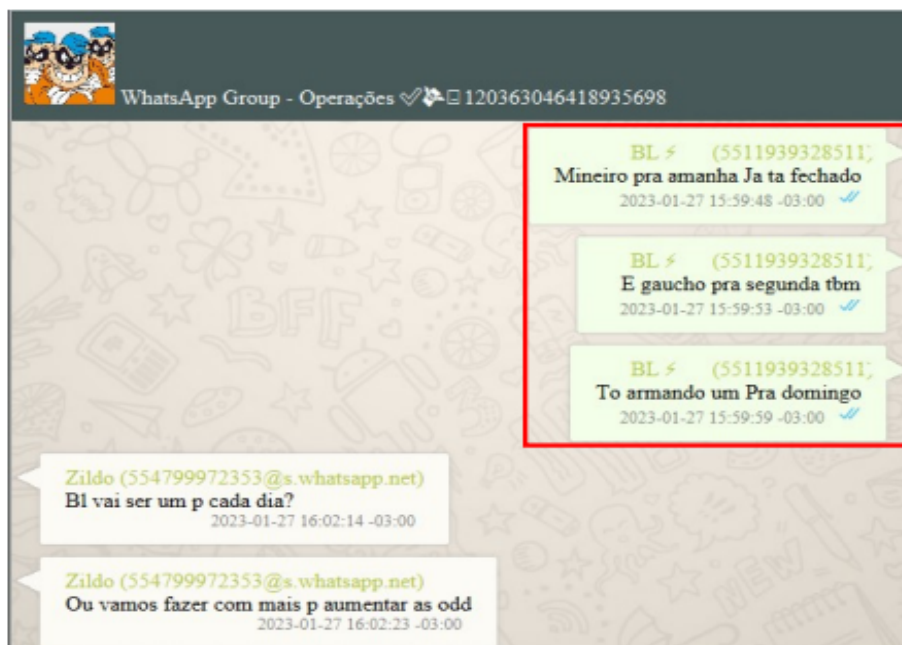 WhatsApp Group - Operações 120363046418935698
BL ⚡ (5511939328511
Mineiro pra amanha Ja ta fechado
2023-01-27 15:59:48 -03:00
BL ⚡ (5511939328511
E gaucho pra segunda tbm
2023-01-27 15:59:53 -03:00
BL ⚡ (5511939328511
To armando um Pra domingo
2023-01-27 15:59:59 -03:00
Zildo (554799972353@s.whatsapp.net)
Bl vai ser um p cada dia?
2023-01-27 16:02:14 -03:00
Zildo (554799972353@s.whatsapp.net)
Ou vamos fazer com mais p aumentar as odd
2023-01-27 16:02:23 -03:00
BFF
NEW